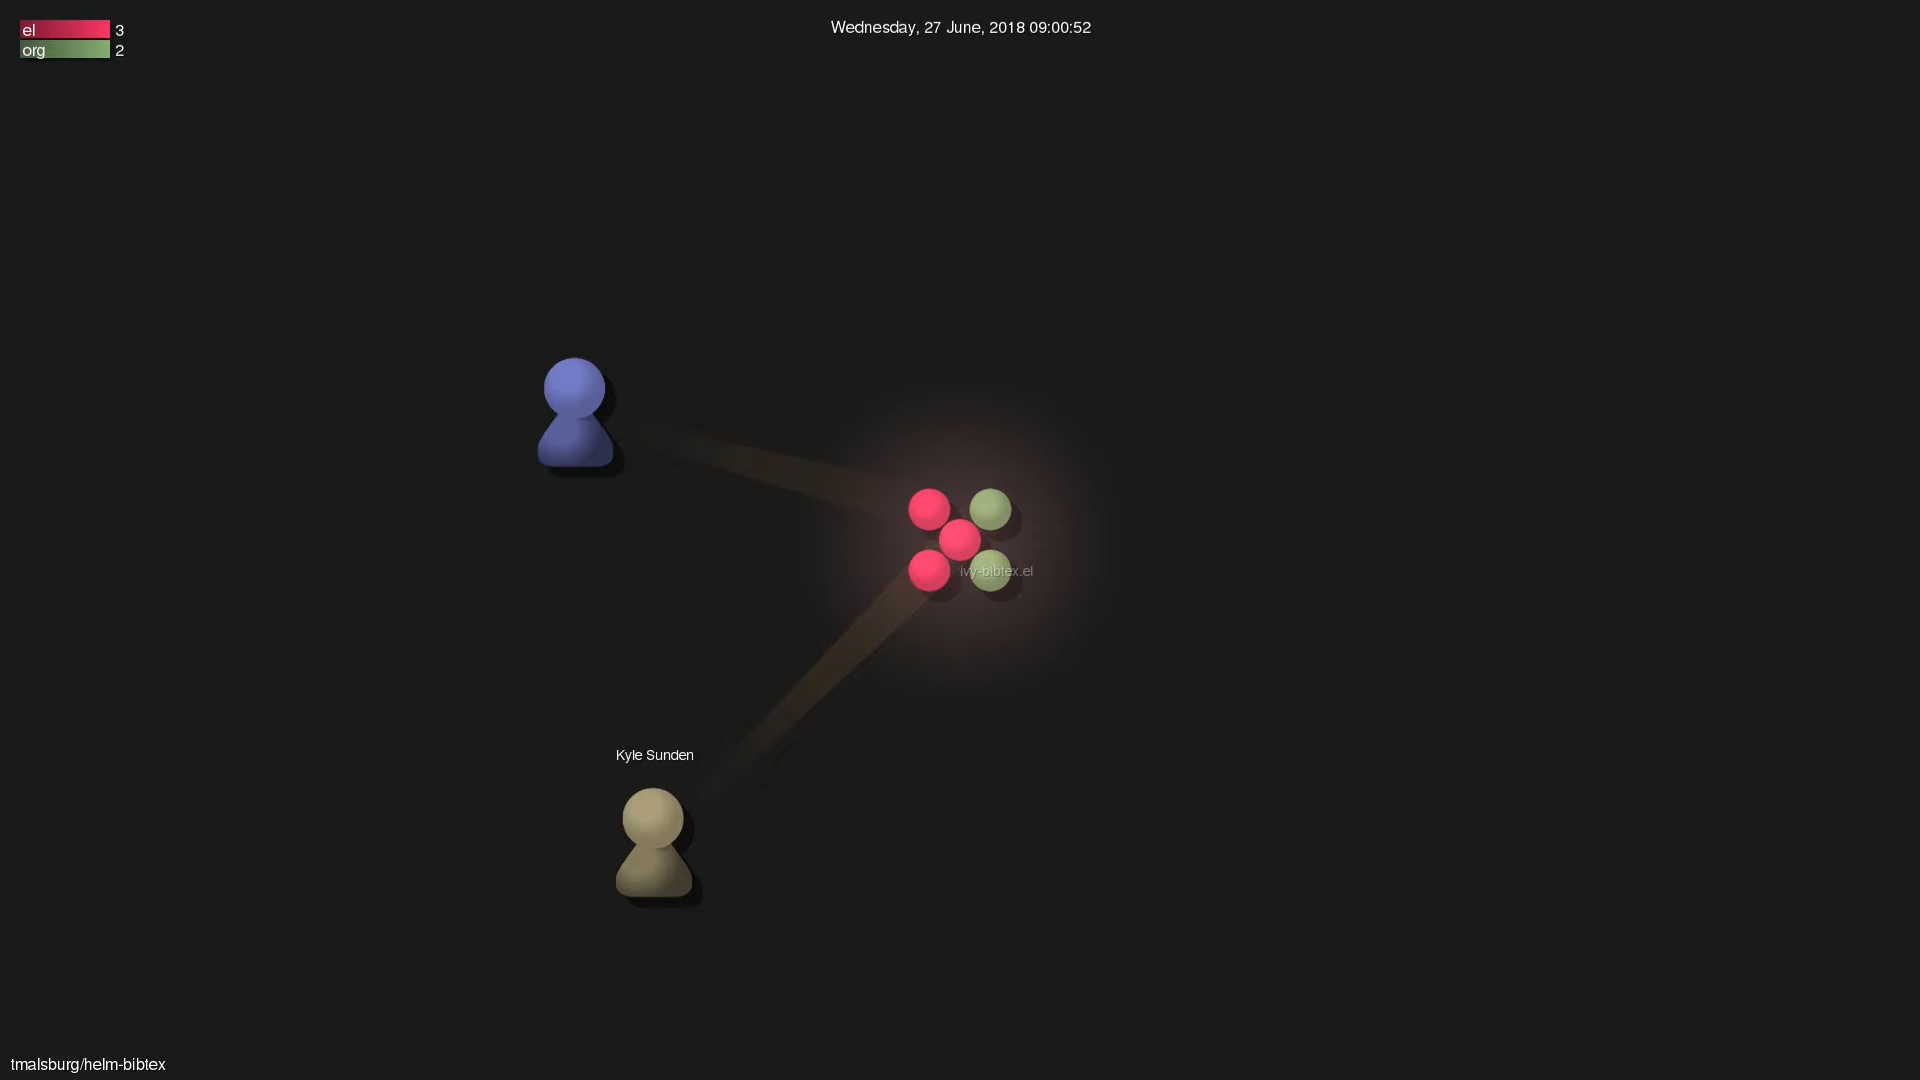 el 3
org 2
Wednesday, 27 June, 2018 09:00:52
ivy-bibtex.el
Kyle Sunden
tmalsburg/helm-bibtex